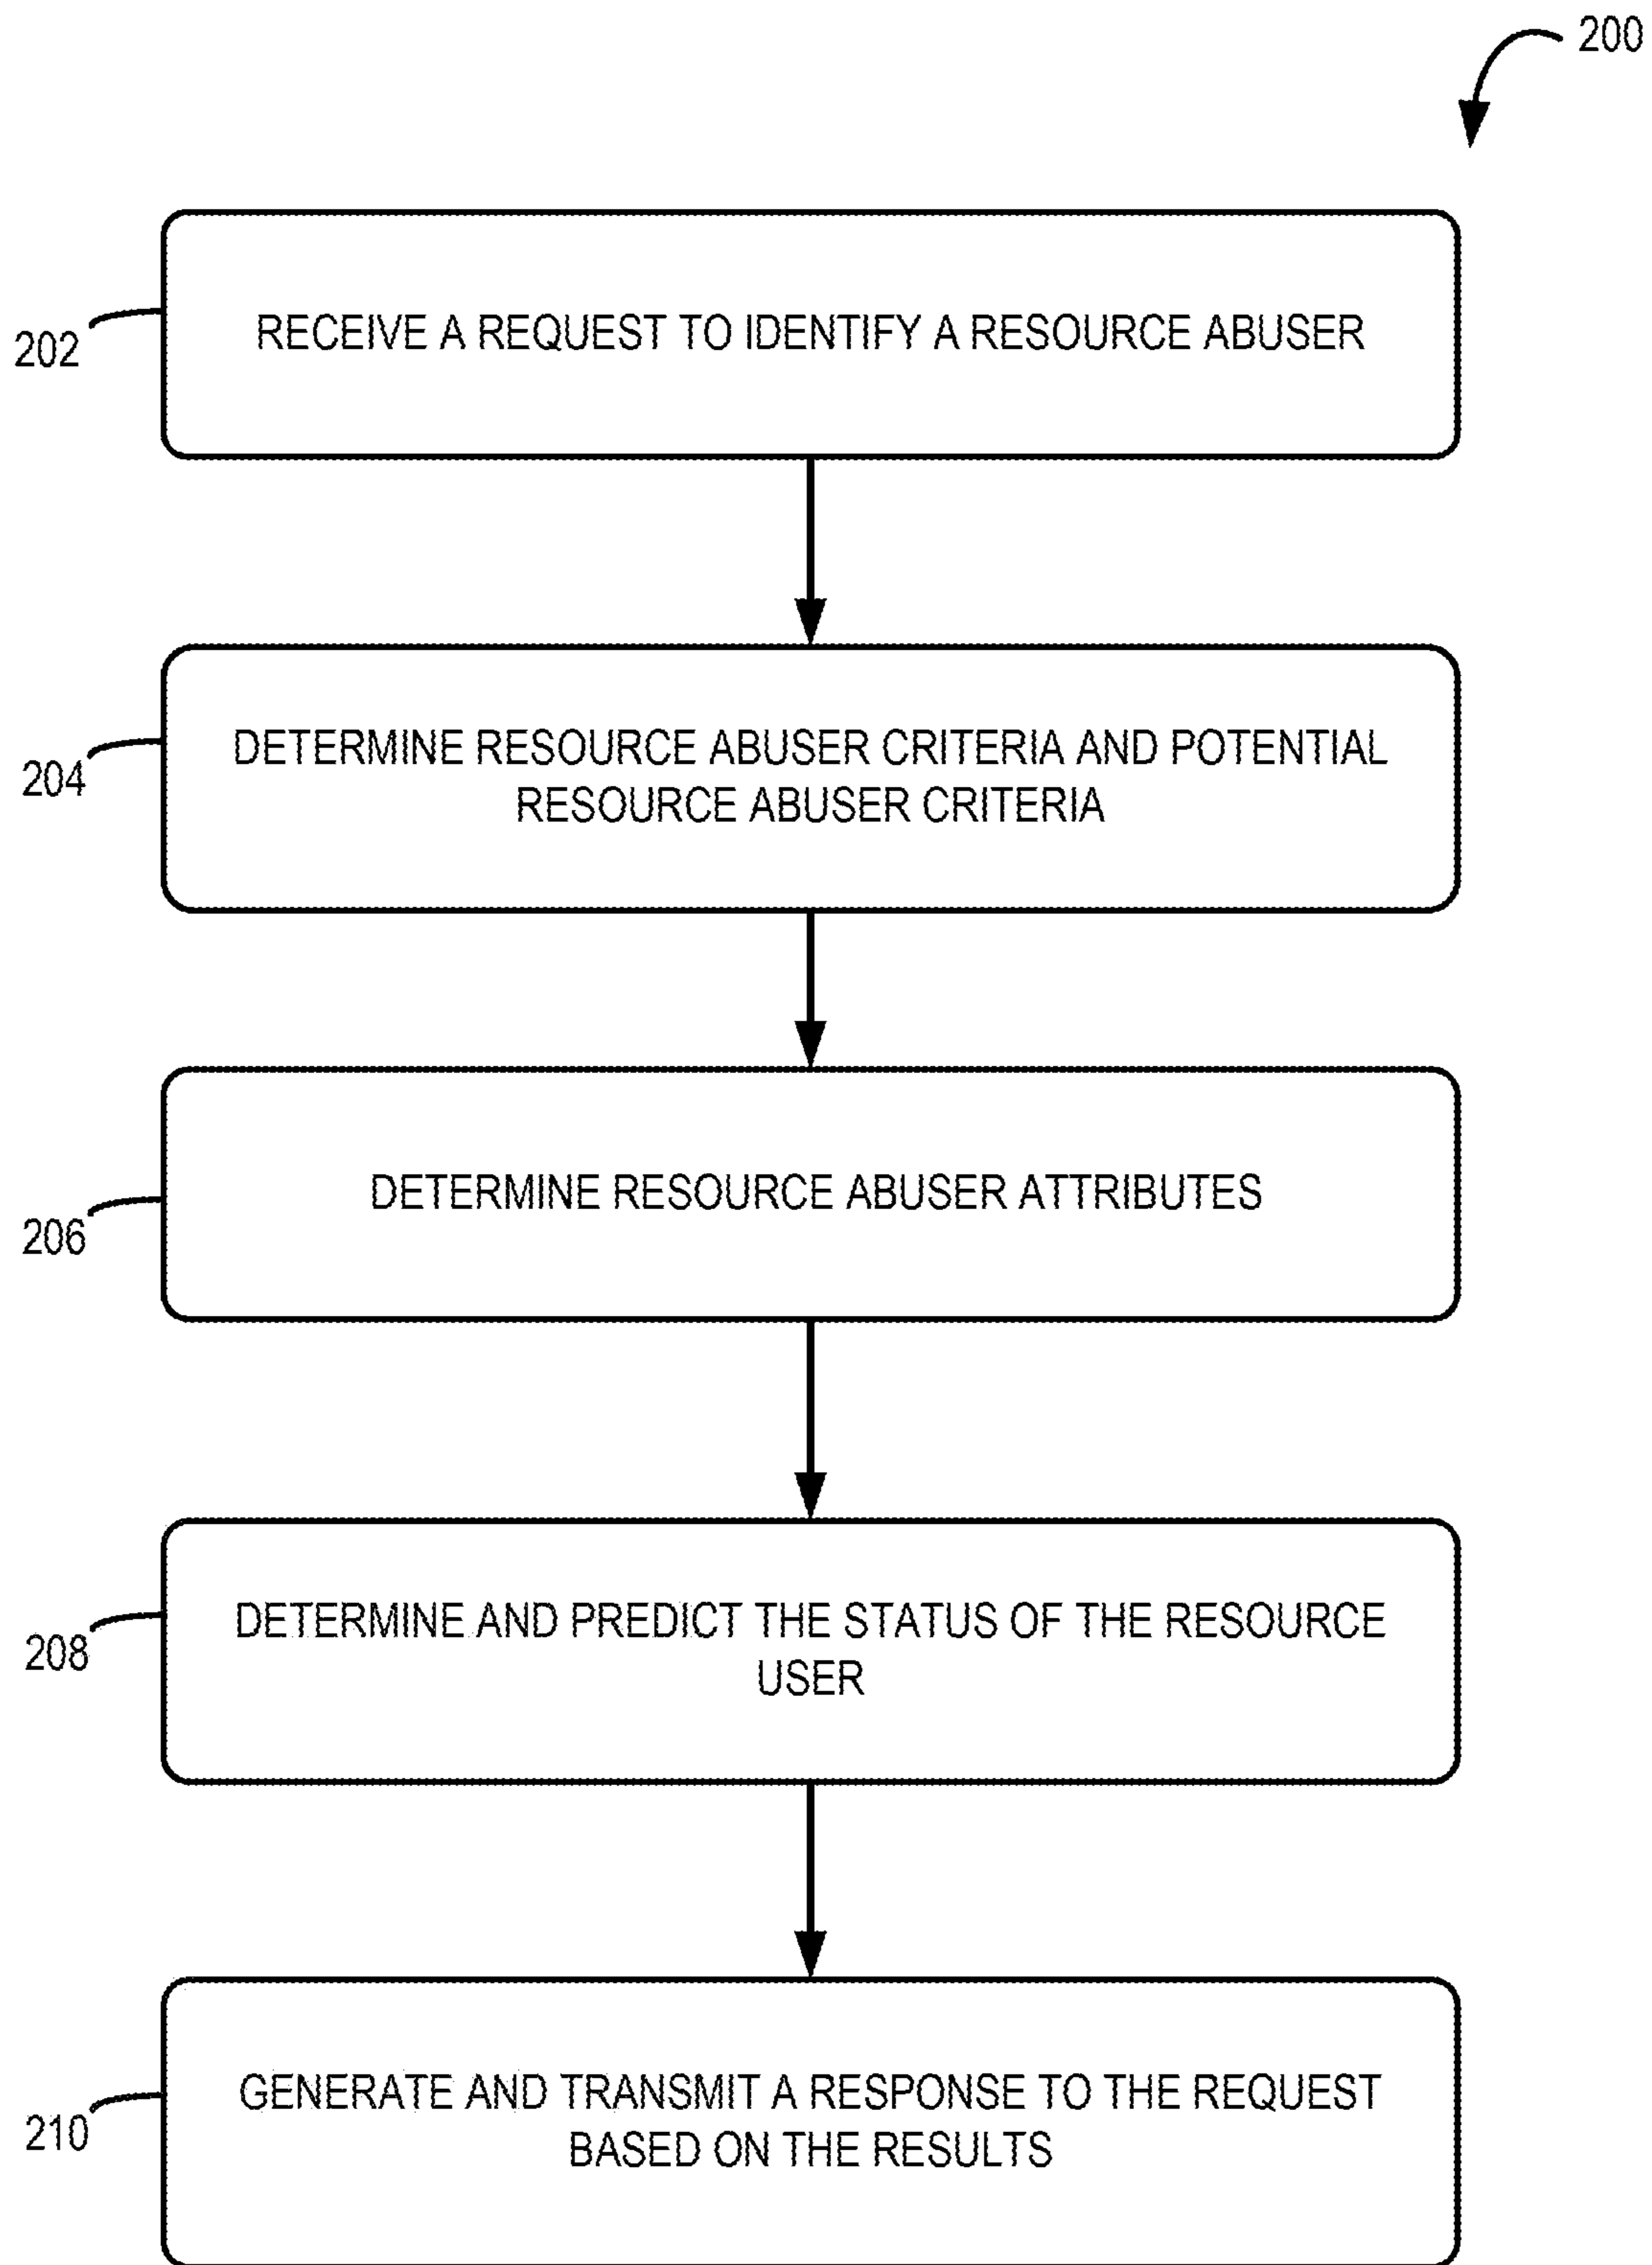 200
202
RECEIVE A REQUEST TO IDENTIFY A RESOURCE ABUSER
204
DETERMINE RESOURCE ABUSER CRITERIA AND POTENTIAL
RESOURCE ABUSER CRITERIA
206
DETERMINE RESOURCE ABUSER ATTRIBUTES
208
DETERMINE AND PREDICT THE STATUS OF THE RESOURCE
USER
210
GENERATE AND TRANSMIT A RESPONSE TO THE REQUEST
BASED ON THE RESULTS